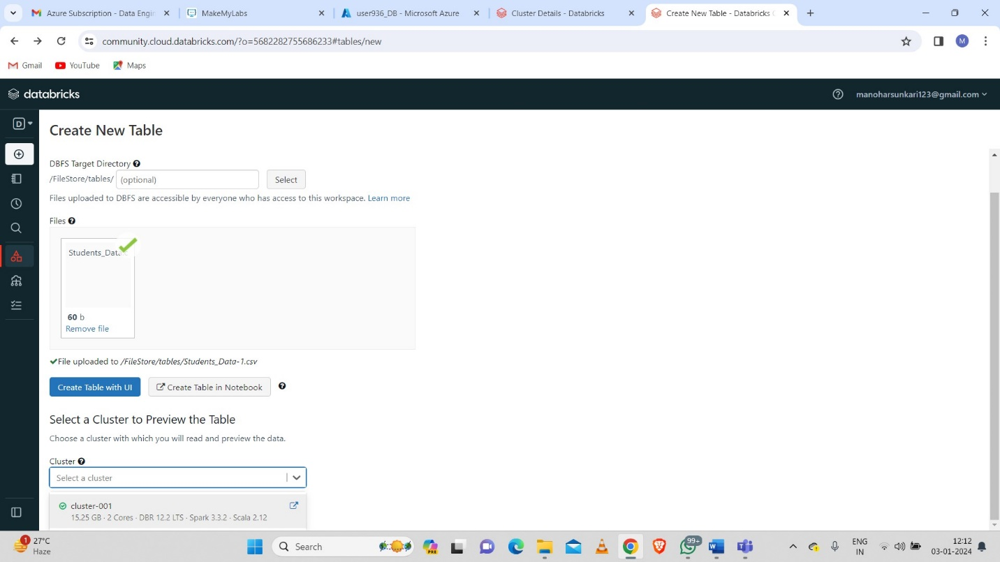 Azure Subscription - Data Engin
MakeMyLabs
user936_DB - Microsoft Azure
Cluster Details - Databricks
Create New Table - Databricks C
community.cloud.databricks.com/?o=5682282755686233#tables/new
M
Gmail
YouTube
Maps
databricks
manoharsunkari123@gmail.com
D
Create New Table
DBFS Target Directory
/FileStore/tables/
(optional)
Select
Files uploaded to DBFS are accessible by everyone who has access to this workspace. Learn more
Files
Students_Data
60 b
Remove file
File uploaded to /FileStore/tables/Students_Data-1.csv
Create Table with UI
Create Table in Notebook
Select a Cluster to Preview the Table
Choose a cluster with which you will read and preview the data.
Cluster
Select a cluster
cluster-001
15.25 GB · 2 Cores · DBR 12.2 LTS · Spark 3.3.2 · Scala 2.12
1
27°C
Haze
Search
PRE
99+
ENG
IN
12:12
03-01-2024